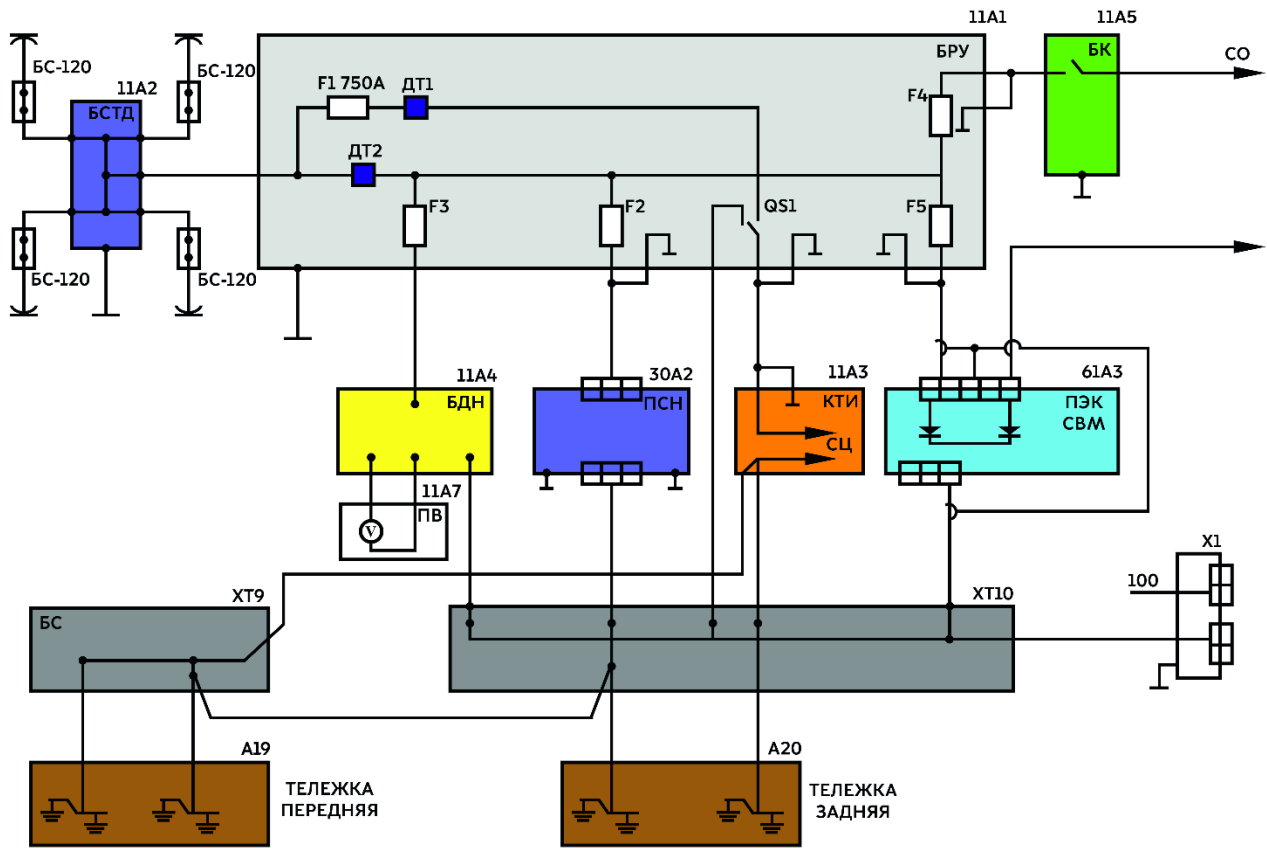 11А1
11А5
БРУ
БК
СО
БС-120
БС-120
11А2
БСТД
F1 750A
ДТ1
F4
ДТ2
F3
F2
QS1
F5
БС-120
БС-120
11А4
БДН
30А2
ПСН
11А3
КТИ
СЦ
61А3
ПЭК
СВМ
11А7
ПВ
V
X1
100
ХТ9
БС
ХТ10
А19
ТЕЛЕЖКА
ПЕРЕДНЯЯ
А20
ТЕЛЕЖКА
ЗАДНЯЯ